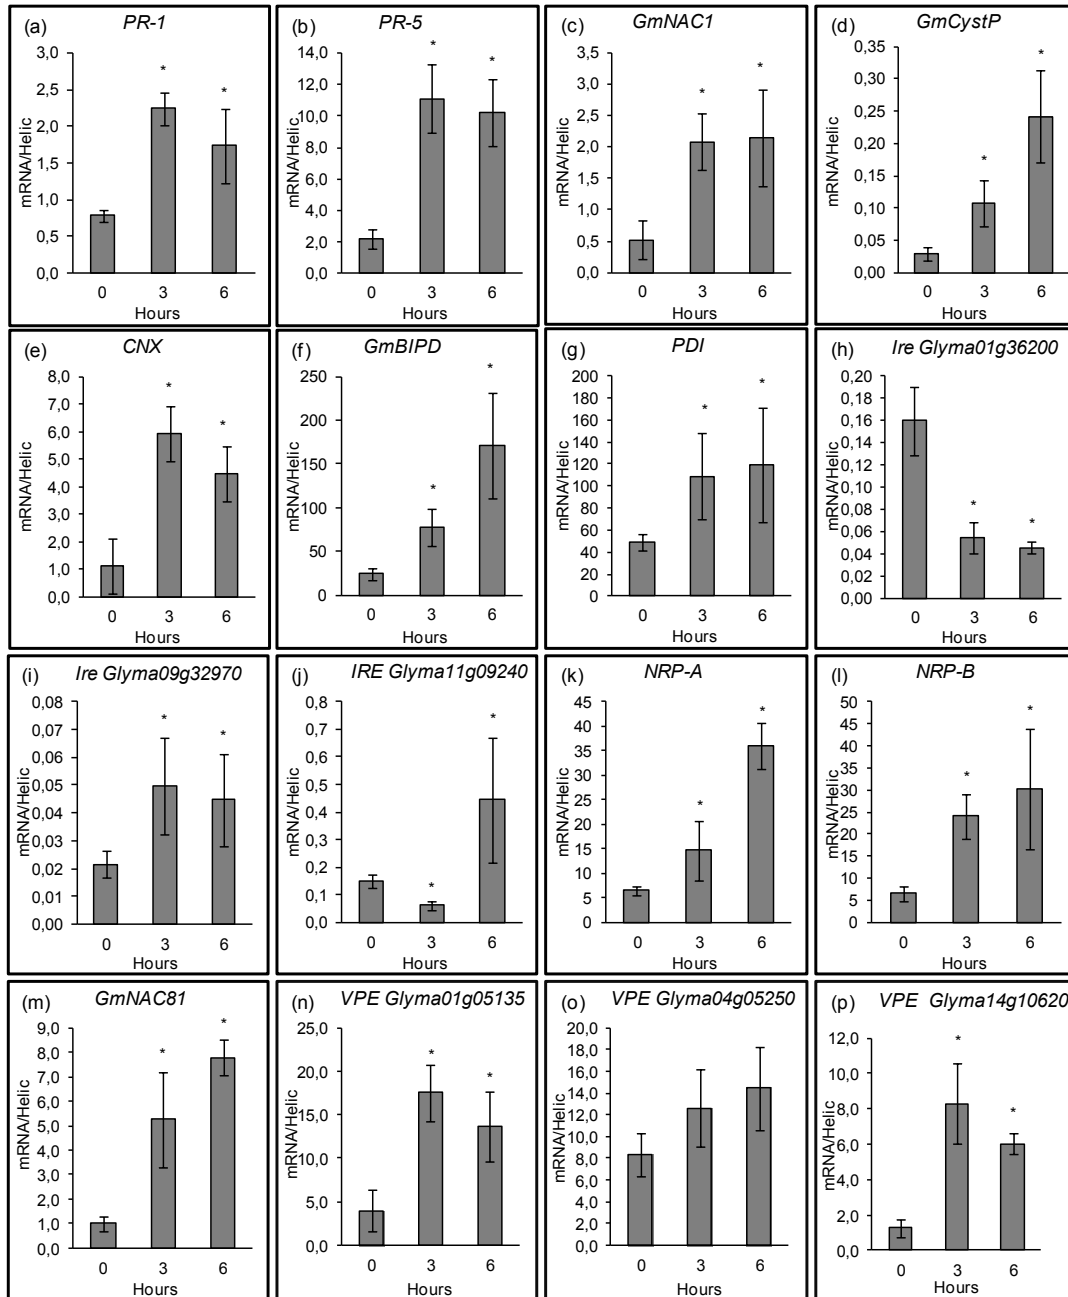 (a) PR-1
3,0
2,5
2,0
1,5
1,0
0,5
0,0
mRNA/Helic
* *
0 3 6
Hours
(b) PR-5
14,0
12,0
10,0
8,0
6,0
4,0
2,0
0,0
mRNA/Helic
* *
0 3 6
Hours
(c) GmNAC1
3,5
3,0
2,5
2,0
1,5
1,0
0,5
0,0
mRNA/Helic
* *
0 3 6
Hours
(d) GmCystP
0,35
0,30
0,25
0,20
0,15
0,10
0,05
0,00
mRNA/Helic
* *
0 3 6
Hours
(e) CNX
8,0
7,0
6,0
5,0
4,0
3,0
2,0
1,0
0,0
mRNA/Helic
* *
0 3 6
Hours
(f) GmBIPD
250
200
150
100
50
0
mRNA/Helic
* *
0 3 6
Hours
(g) PDI
200
180
160
140
120
100
80
60
40
20
0
mRNA/Helic
* *
0 3 6
Hours
(h) Ire Glyma01g36200
0,20
0,18
0,16
0,14
0,12
0,10
0,08
0,06
0,04
0,02
0,00
mRNA/Helic
* *
0 3 6
Hours
(i) Ire Glyma09g32970
0,08
0,07
0,06
0,05
0,04
0,03
0,02
0,01
0,00
mRNA/Helic
* *
0 3 6
Hours
(j) IRE Glyma11g09240
0,8
0,7
0,6
0,5
0,4
0,3
0,2
0,1
0,0
mRNA/Helic
* *
0 3 6
Hours
(k) NRP-A
45
40
35
30
25
20
15
10
5
0
mRNA/Helic
* *
0 3 6
Hours
(l) NRP-B
50
45
40
35
30
25
20
15
10
5
0
mRNA/Helic
* *
0 3 6
Hours
(m) GmNAC81
9,0
8,0
7,0
6,0
5,0
4,0
3,0
2,0
1,0
0,0
mRNA/Helic
* *
0 3 6
Hours
(n) VPE Glyma01g05135
25,0
20,0
15,0
10,0
5,0
0,0
mRNA/Helic
* *
0 3 6
Hours
(o) VPE Glyma04g05250
20,0
18,0
16,0
14,0
12,0
10,0
8,0
6,0
4,0
2,0
0,0
mRNA/Helic
0 3 6
Hours
(p) VPE Glyma14g10620
12,0
10,0
8,0
6,0
4,0
2,0
0,0
mRNA/Helic
* *
0 3 6
Hours